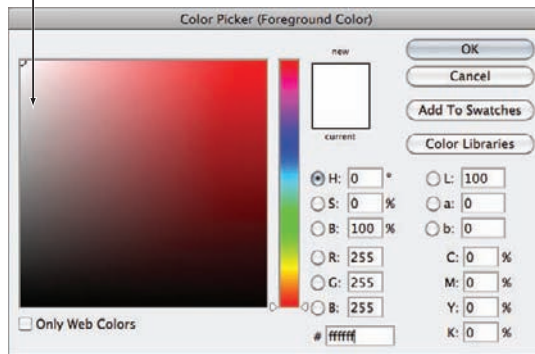 Color Picker (Foreground Color)
new
current
OK
Cancel
Add To Swatches
Color Libraries
H: 0 °
S: 0 %
B: 100 %
R: 255
G: 255
B: 255
# ffffff
L: 100
a: 0
b: 0
C: 0 %
M: 0 %
Y: 0 %
K: 0 %
Only Web Colors